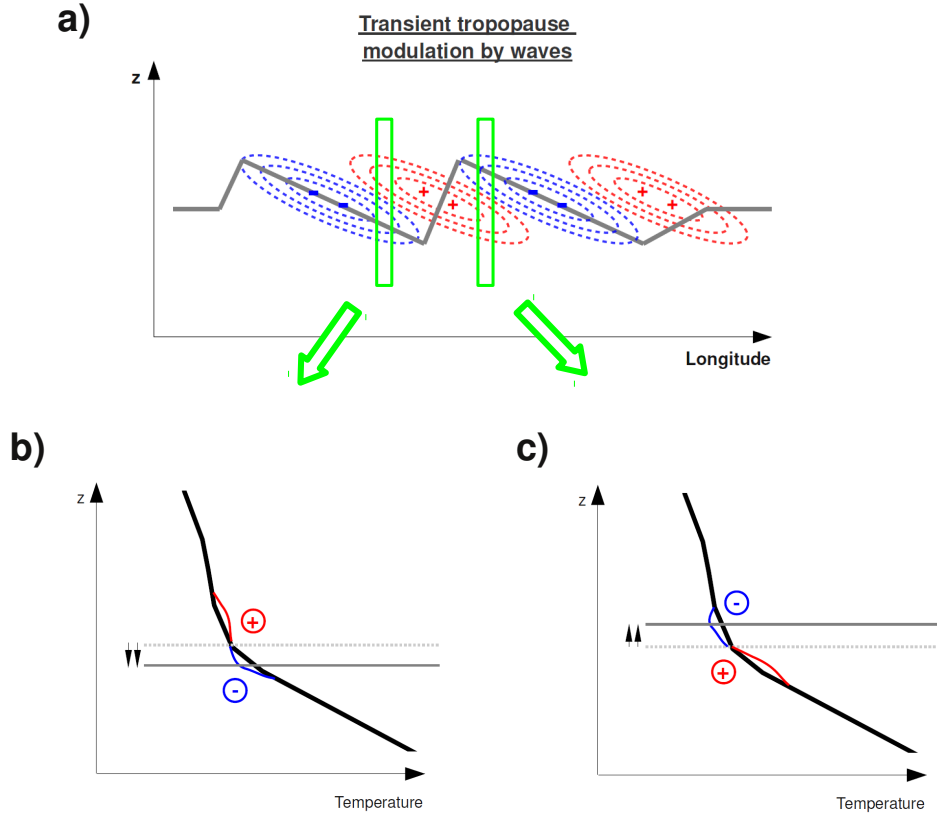 a)
Transient tropopause
modulation by waves
z
- - + + - - + +
Longitude
b)
c)
z
+
-
Temperature
z
-
+
Temperature